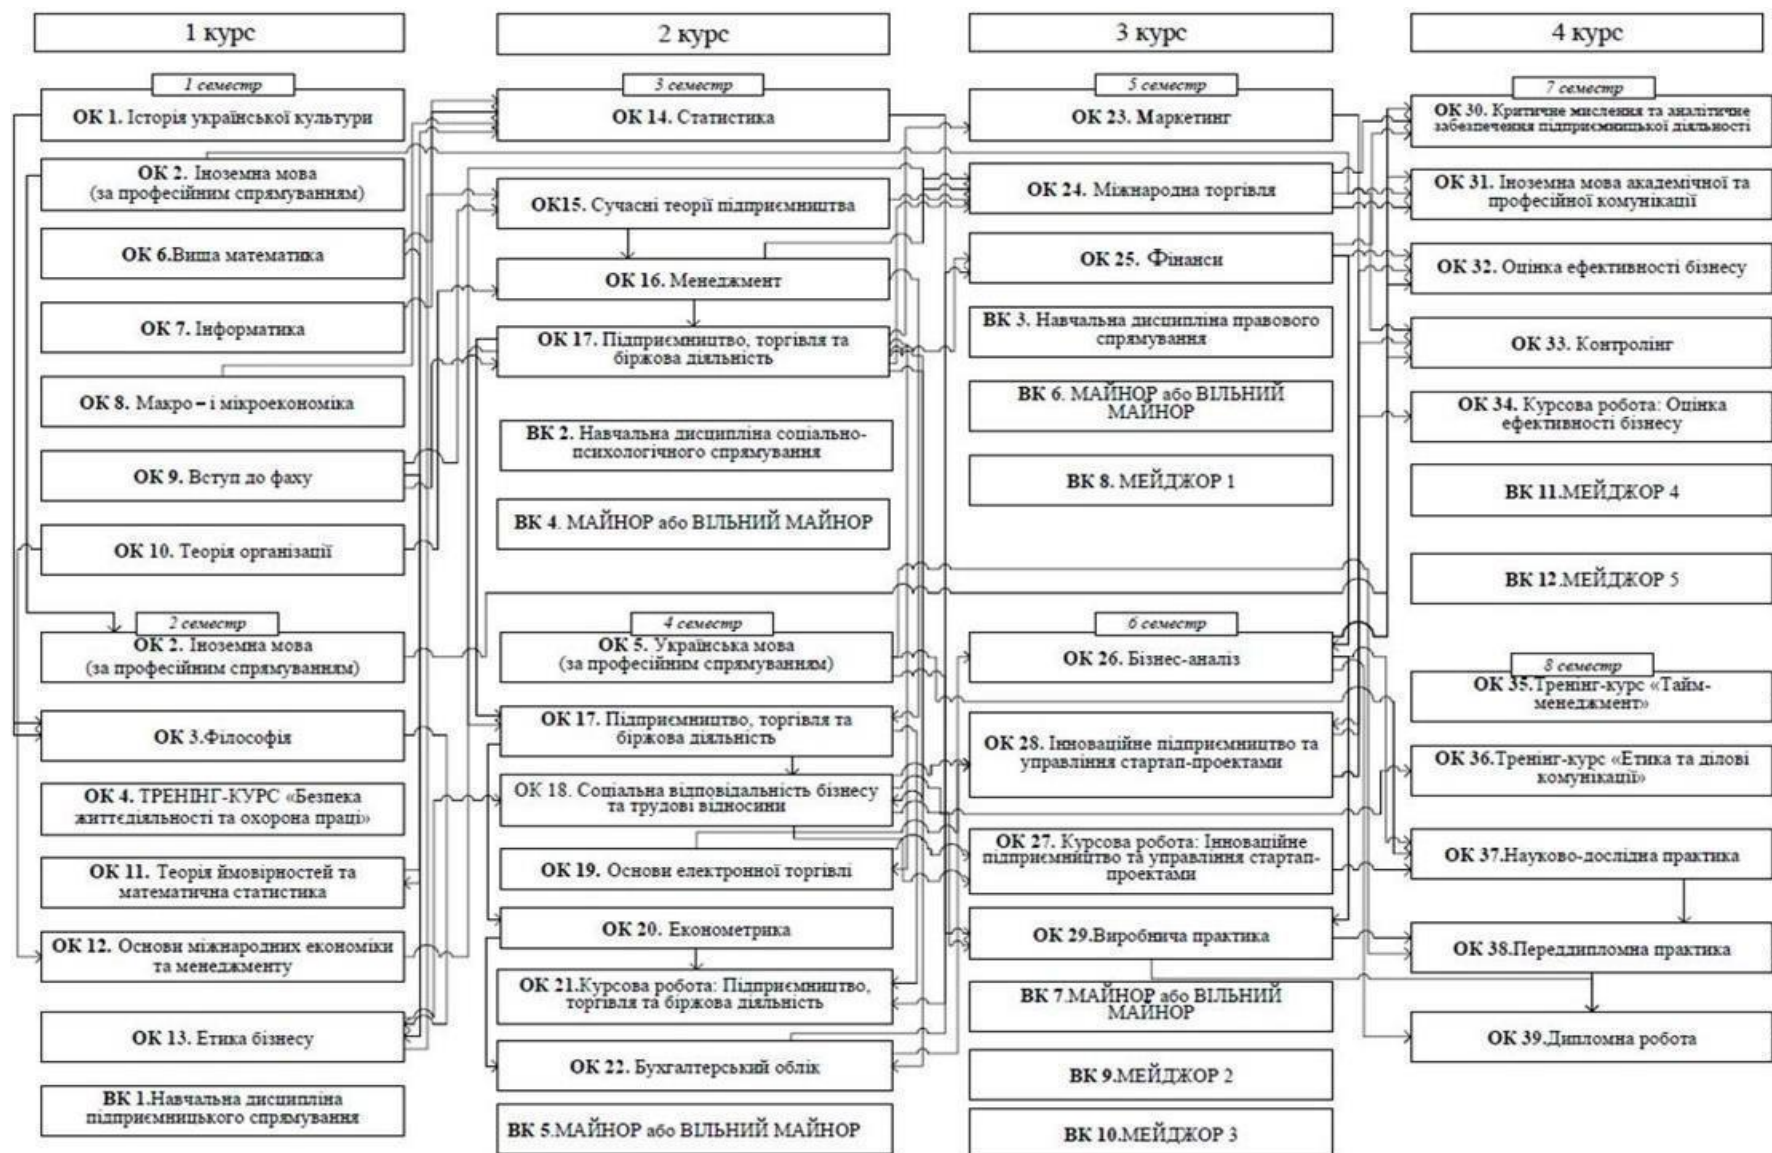 1 курс
1 семестр
ОК 1. Історія української культури
ОК 2. Іноземна мова
(за професійним спрямуванням)
ОК 6.Вища математика
ОК 7. Інформатика
ОК 8. Макро – і мікроекономіка
ОК 9. Вступ до фаху
ОК 10. Теорія організації
2 семестр
ОК 2. Іноземна мова
(за професійним спрямуванням)
ОК 3.Філософія
ОК 4. ТРЕНІНГ-КУРС «Безпека
життєдіяльності та охорона праці»
ОК 11. Теорія ймовірностей та
математична статистика
ОК 12. Основи міжнародних економіки
та менеджменту
ОК 13. Етика бізнесу
ВК 1.Навчальна дисципліна
підприємницького спрямування
2 курс
3 семестр
ОК 14. Статистика
ОК15. Сучасні теорії підприємництва
ОК 16. Менеджмент
ОК 17. Підприємництво, торгівля та
біржова діяльність
ВК 2. Навчальна дисципліна соціально-
психологічного спрямування
ВК 4. МАЙНОР або ВІЛЬНИЙ МАЙНОР
4 семестр
ОК 5. Українська мова
(за професійним спрямуванням)
ОК 17. Підприємництво, торгівля та
біржова діяльність
ОК 18. Соціальна відповідальність бізнесу
та трудові відносини
ОК 19. Основи електронної торгівлі
ОК 20. Економетрика
ОК 21.Курсова робота: Підприємництво,
торгівля та біржова діяльність
ОК 22. Бухгалтерський облік
ВК 5.МАЙНОР або ВІЛЬНИЙ МАЙНОР
3 курс
5 семестр
ОК 23. Маркетинг
ОК 24. Міжнародна торгівля
ОК 25. Фінанси
ВК 3. Навчальна дисципліна правового
спрямування
ВК 6. МАЙНОР або ВІЛЬНИЙ
МАЙНОР
ВК 8. МЕЙДЖОР 1
6 семестр
ОК 26. Бізнес-аналіз
ОК 28. Інноваційне підприємництво та
управління стартап-проектами
ОК 27. Курсова робота: Інноваційне
підприємництво та управління стартап-
проектами
ОК 29.Виробнича практика
ВК 7.МАЙНОР або ВІЛЬНИЙ
МАЙНОР
ВК 9.МЕЙДЖОР 2
ВК 10.МЕЙДЖОР 3
4 курс
7 семестр
ОК 30. Критичне мислення та аналітичне
забезпечення підприємницької діяльності
ОК 31. Іноземна мова академічної та
професійної комунікації
ОК 32. Оцінка ефективності бізнесу
ОК 33. Контролінг
ОК 34. Курсова робота: Оцінка
ефективності бізнесу
ВК 11.МЕЙДЖОР 4
ВК 12.МЕЙДЖОР 5
8 семестр
ОК 35.Тренінг-курс «Тайм-
менеджмент»
ОК 36.Тренінг-курс «Етика та ділові
комунікації»
ОК 37.Науково-дослідна практика
ОК 38.Переддипломна практика
ОК 39.Дипломна робота